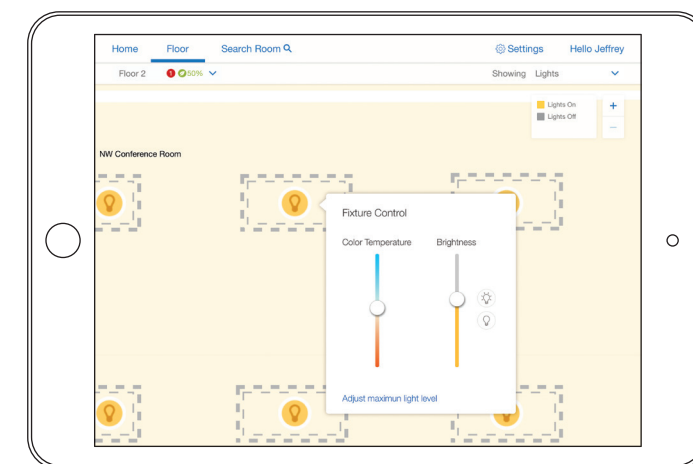 Home Floor Search Room Settings Hello Jeffrey
Floor 2 1 50% Showing Lights
Lights On +
Lights Off −
NW Conference Room
Fixture Control
Color Temperature Brightness
Adjust maximun light level